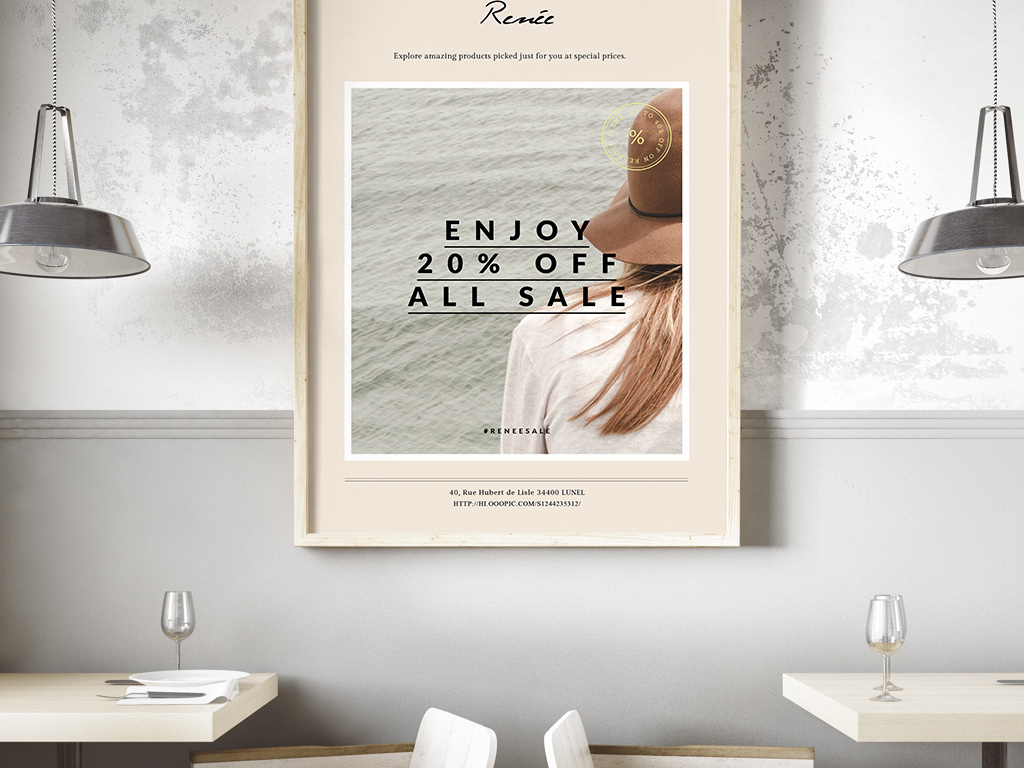 Renée
Explore amazing products picked just for you at special prices.
%
ENJOY
20% OFF
ALL SALE
#RENEESALE
40, Rue Hubert de Lisle 34400 LUNEL
HTTP://HI.OOOPIC.COM/S1244235312/